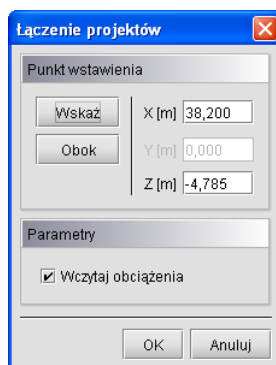 Łączenie projektów
Punkt wstawienia
Wskaż X [m] 38,200
Obok Y [m] 0,000
Z [m] -4,785
Parametry
Wczytaj obciążenia
OK Anuluj